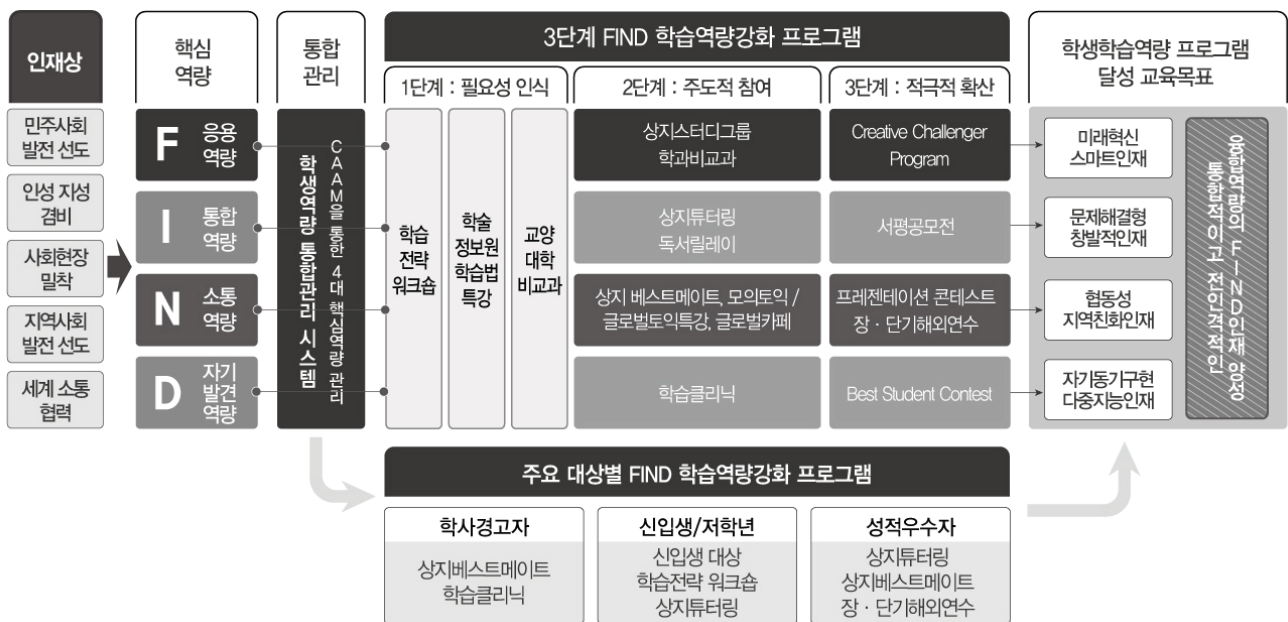 인재상
민주사회
발전 선도
인성 지성
겸비
사회현장
밀착
지역사회
발전 선도
세계 소통
협력
핵심
역량
F 응용
역량
I 통합
역량
N 소통
역량
D 자기
발견
역량
통합
관리
학생역량 통합관리 시스템
CAAM을 통한 4대 핵심역량 관리
3단계 FIND 학습역량강화 프로그램
1단계 : 필요성 인식
학습
전략
워크숍
학술
정보원
학습법
특강
교양
대학
비교과
2단계 : 주도적 참여
상지스터디그룹
학과비교과
상지튜터링
독서릴레이
상지 베스트메이트, 모의토익 /
글로벌토익특강, 글로벌카페
학습클리닉
3단계 : 적극적 확산
Creative Challenger
Program
서평공모전
프레젠테이션 콘테스트
장 · 단기해외연수
Best Student Contest
학생학습역량 프로그램
달성 교육목표
미래혁신
스마트인재
문제해결형
창발적인재
협동성
지역친화인재
자기동기구현
다중지능인재
융합역량의 FIND인재 양성
통합적이고 전인격적인
주요 대상별 FIND 학습역량강화 프로그램
학사경고자
상지베스트메이트
학습클리닉
신입생/저학년
신입생 대상
학습전략 워크숍
상지튜터링
성적우수자
상지튜터링
상지베스트메이트
장 · 단기해외연수